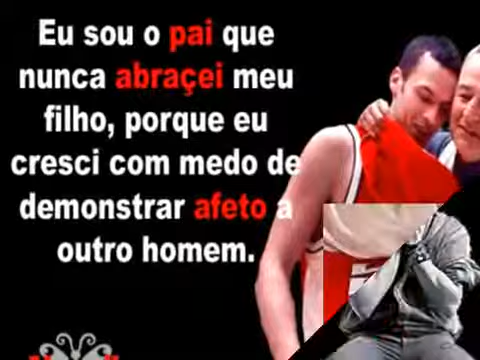 Eu sou o pai que
nunca abraçei meu
filho, porque eu
cresci com medo de
demonstrar afeto a
outro homem.